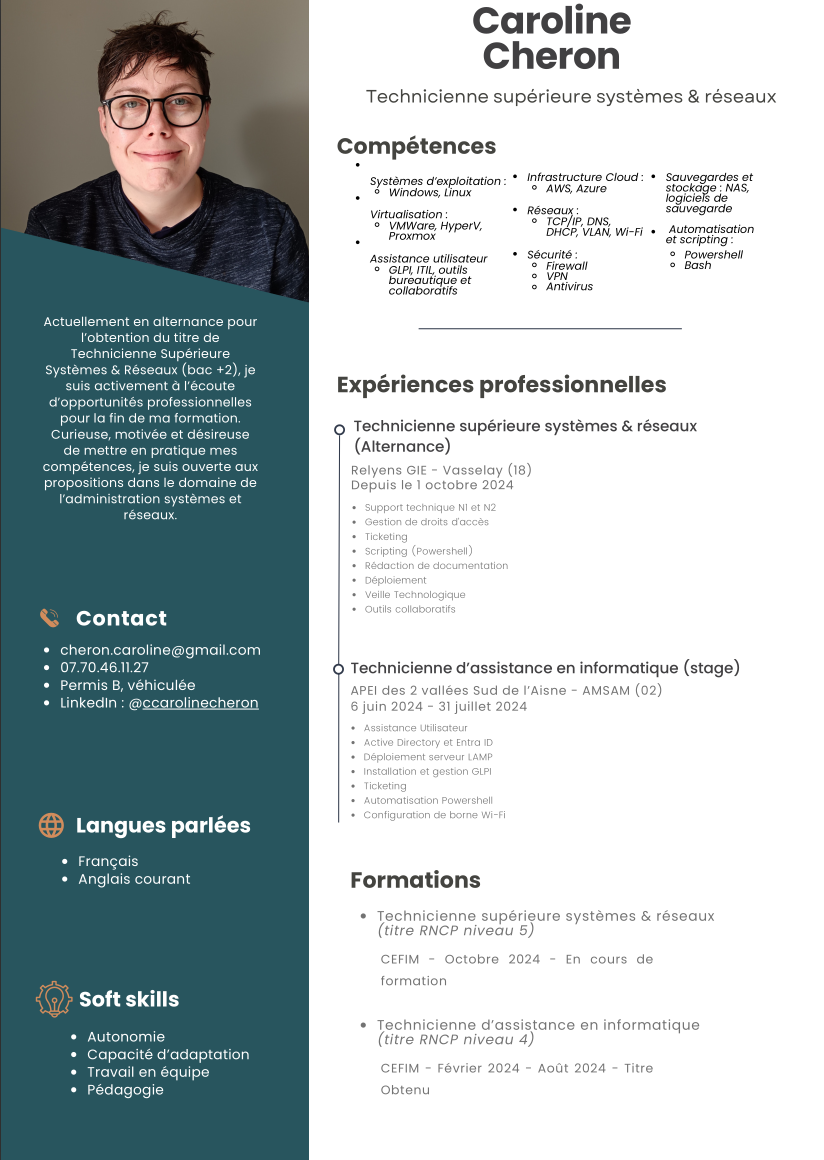 Caroline
Cheron
Technicienne supérieure systèmes & réseaux
Compétences
Systèmes d'exploitation :
Windows, Linux
Virtualisation :
VMWare, HyperV,
Proxmox
Assistance utilisateur
GLPI, ITIL, outils
bureautique et
collaboratifs
Infrastructure Cloud :
AWS, Azure
Réseaux :
TCP/IP, DNS,
DHCP, VLAN, Wi-Fi
Sécurité :
Firewall
VPN
Antivirus
Sauvegardes et
stockage : NAS,
logiciels de
sauvegarde
Automatisation
et scripting :
Powershell
Bash
Actuellement en alternance pour
l'obtention du titre de
Technicienne Supérieure
Systèmes & Réseaux (bac +2), je
suis activement à l'écoute
d'opportunités professionnelles
pour la fin de ma formation.
Curieuse, motivée et désireuse
de mettre en pratique mes
compétences, je suis ouverte aux
propositions dans le domaine de
l'administration systèmes et
réseaux.
Contact
cheron.caroline@gmail.com
07.70.46.11.27
Permis B, véhiculée
LinkedIn : @ccarolinecheron
Langues parlées
Français
Anglais courant
Soft skills
Autonomie
Capacité d'adaptation
Travail en équipe
Pédagogie
Expériences professionnelles
Technicienne supérieure systèmes & réseaux
(Alternance)
Relyens GIE - Vasselay (18)
Depuis le 1 octobre 2024
Support technique N1 et N2
Gestion de droits d'accès
Ticketing
Scripting (Powershell)
Rédaction de documentation
Déploiement
Veille Technologique
Outils collaboratifs
Technicienne d'assistance en informatique (stage)
APEI des 2 vallées Sud de l'Aisne - AMSAM (02)
6 juin 2024 - 31 juillet 2024
Assistance Utilisateur
Active Directory et Entra ID
Déploiement serveur LAMP
Installation et gestion GLPI
Ticketing
Automatisation Powershell
Configuration de borne Wi-Fi
Formations
Technicienne supérieure systèmes & réseaux
(titre RNCP niveau 5)
CEFIM - Octobre 2024 - En cours de
formation
Technicienne d'assistance en informatique
(titre RNCP niveau 4)
CEFIM - Février 2024 - Août 2024 - Titre
Obtenu